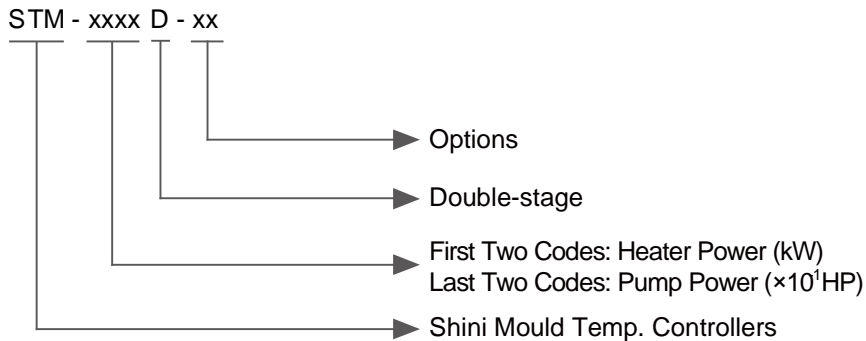 STM - xxxx D - xx
Options
Double-stage
First Two Codes: Heater Power (kW)
Last Two Codes: Pump Power (×10¹HP)
Shini Mould Temp. Controllers